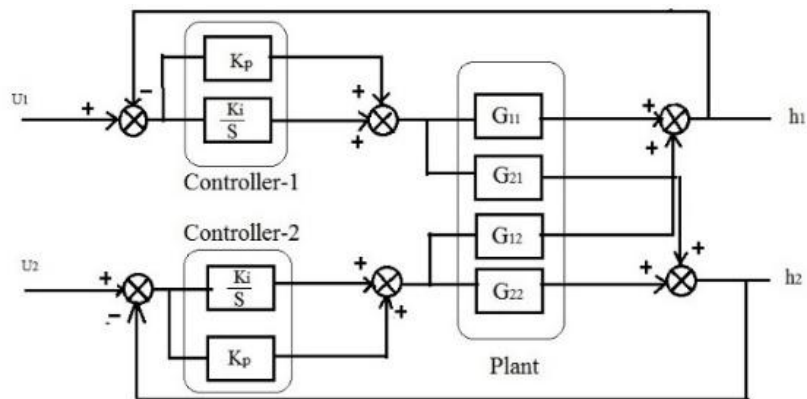 Kp
U1
Ki
S
Controller-1
G11
h1
G21
Controller-2
G12
U2
Ki
S
G22
h2
Kp
Plant